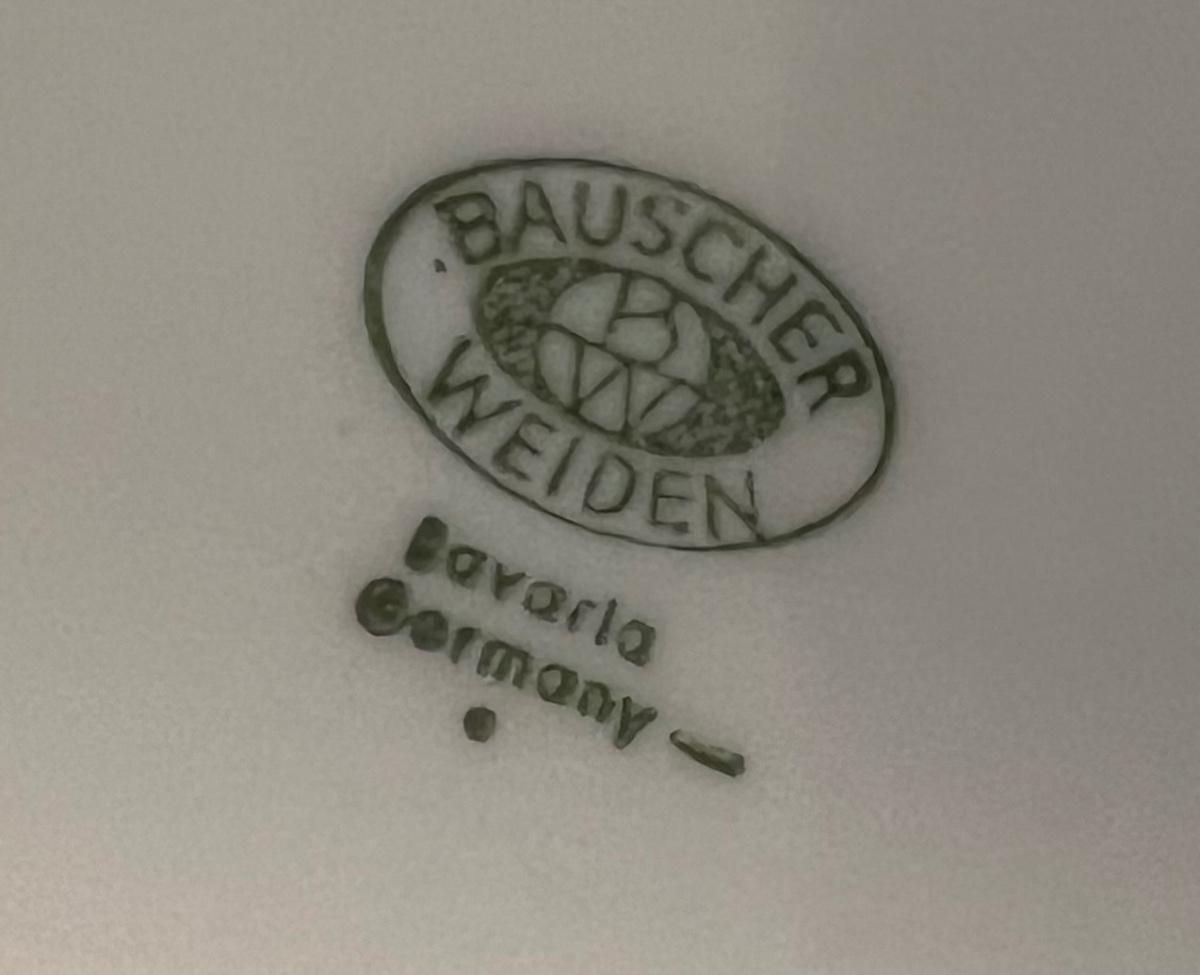 BAUSCHER
B
W
WEIDEN
Bavaria
Germany –